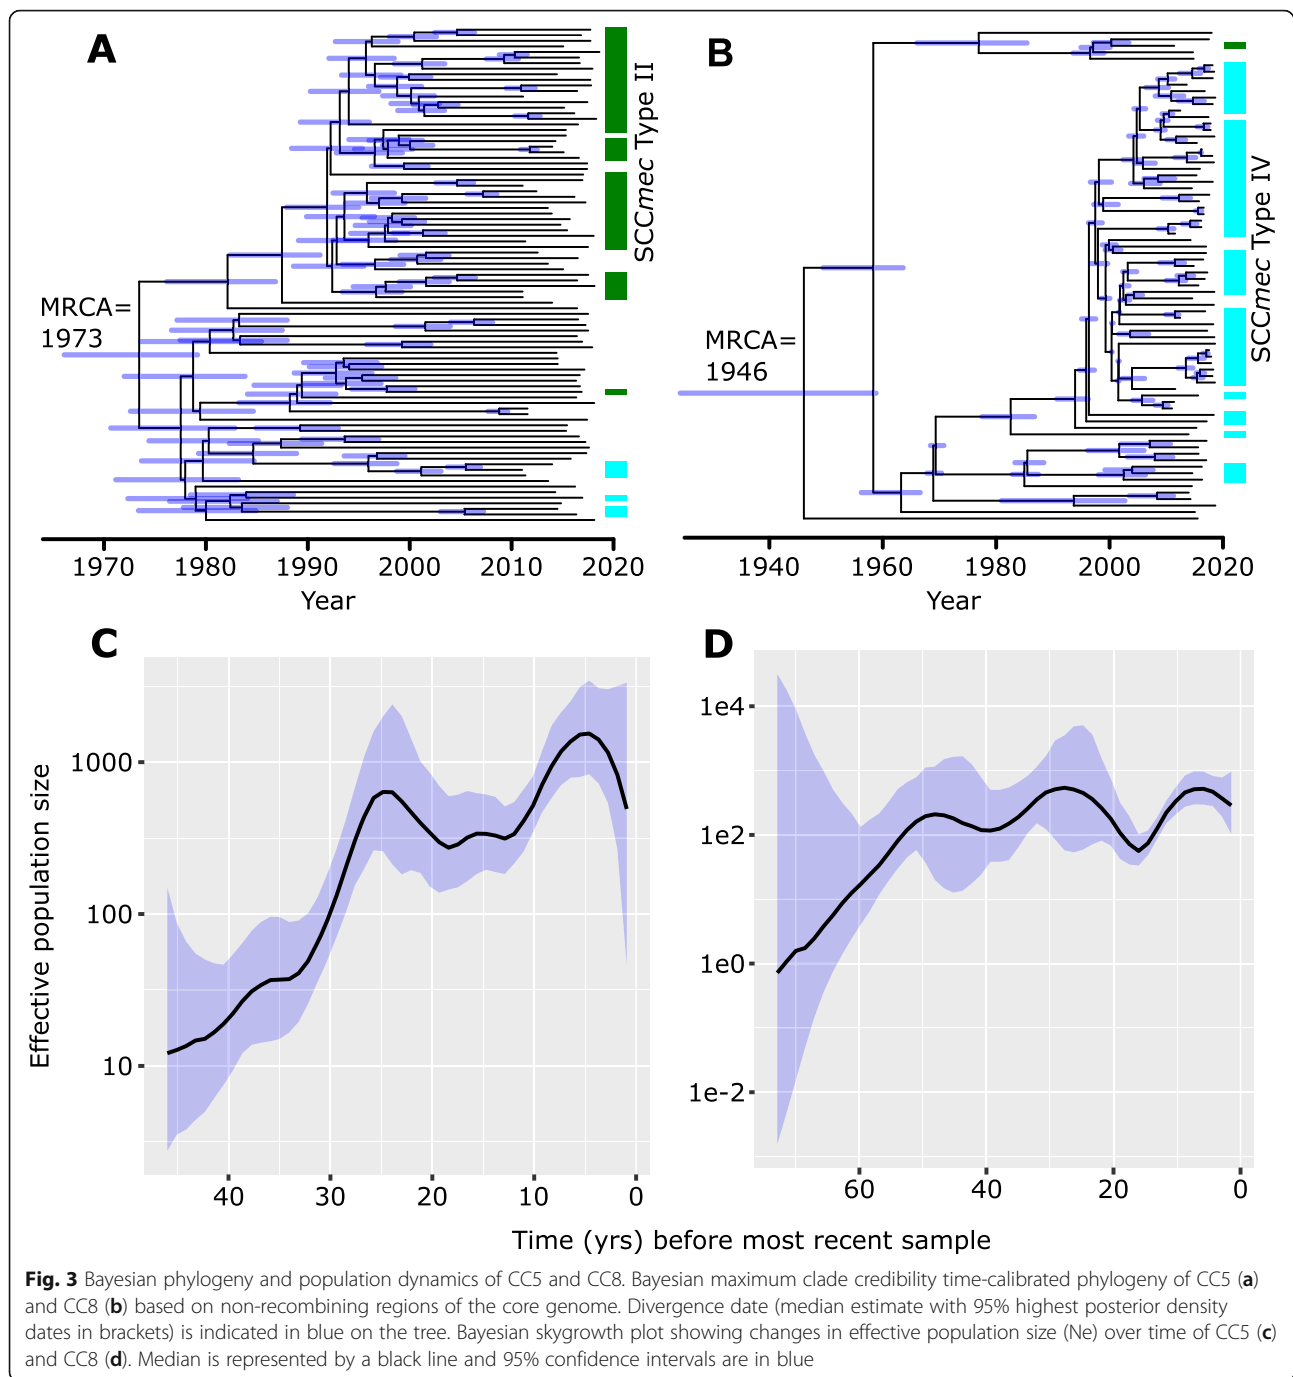 A
SCCmec Type II
MRCA=
1973
1970 1980 1990 2000 2010 2020
Year
B
SCCmec Type IV
MRCA=
1946
1940 1960 1980 2000 2020
Year
C
Effective population size
1000
100
10
40 30 20 10 0
D
1e4
1e2
1e0
1e-2
60 40 20 0
Time (yrs) before most recent sample
Fig. 3 Bayesian phylogeny and population dynamics of CC5 and CC8. Bayesian maximum clade credibility time-calibrated phylogeny of CC5 (a)
and CC8 (b) based on non-recombining regions of the core genome. Divergence date (median estimate with 95% highest posterior density
dates in brackets) is indicated in blue on the tree. Bayesian skygrowth plot showing changes in effective population size (Ne) over time of CC5 (c)
and CC8 (d). Median is represented by a black line and 95% confidence intervals are in blue